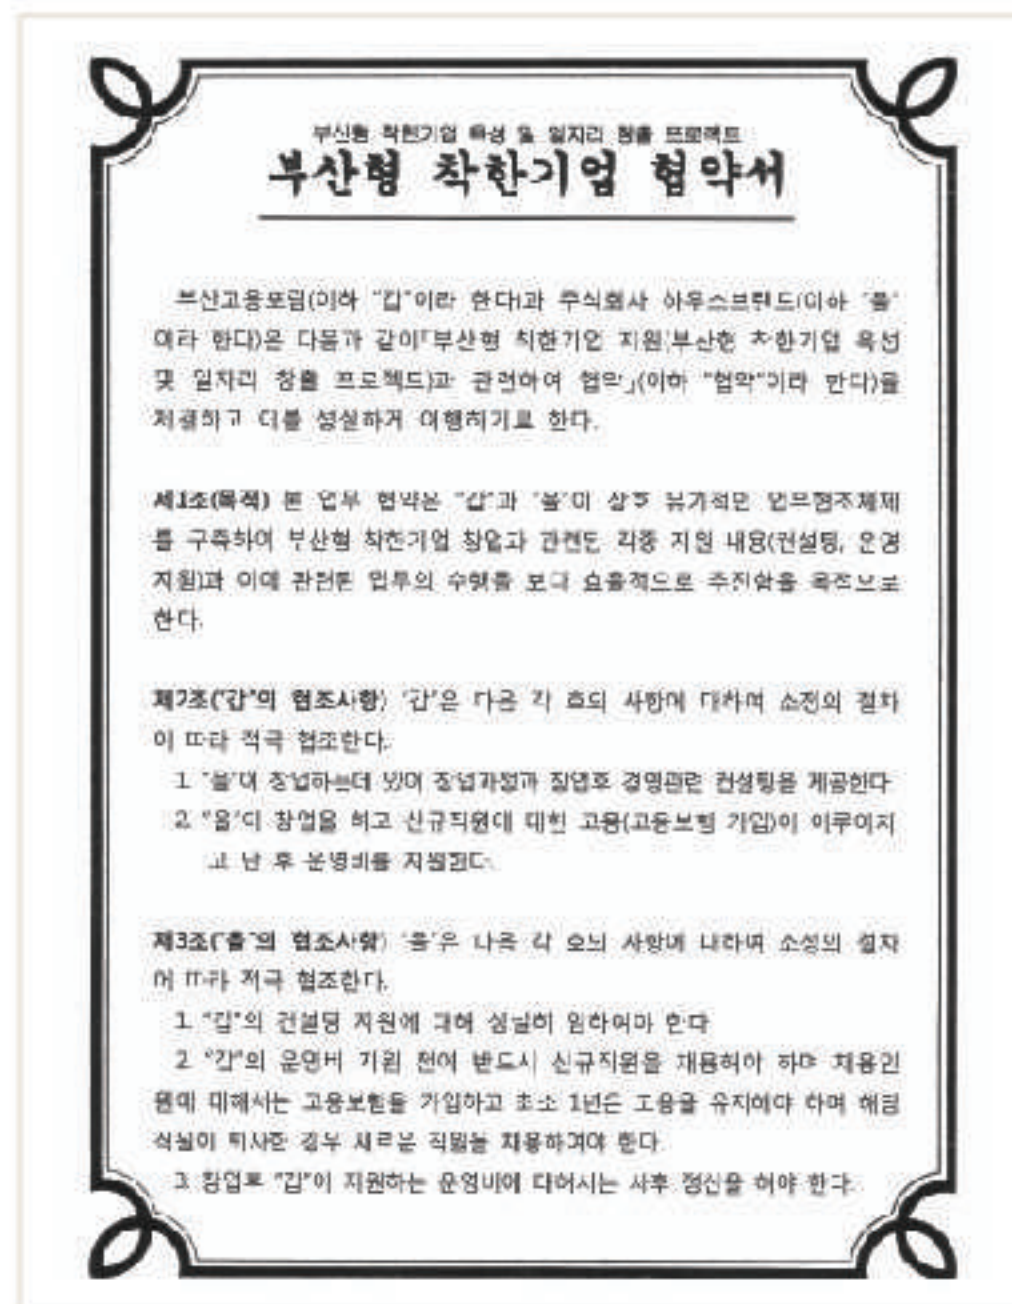 부산형 착한기업 육성 및 일자리 창출 프로젝트
부산형 착한기업 협약서
부산고용포럼(이하 "갑"이라 한다)과 주식회사 하우스브랜드(이하 "을"
이라 한다)은 다음과 같이「부산형 착한기업 지원(부산형 착한기업 육성
및 일자리 창출 프로젝트)과 관련하여 협약」(이하 "협약"이라 한다)을
체결하고 이를 성실하게 이행하기로 한다.
제1조(목적) 본 업무 협약은 "갑"과 "을"이 상호 유기적인 업무협조체제
를 구축하여 부산형 착한기업 창업과 관련된 각종 지원 내용(컨설팅, 운영
지원)과 이에 관련된 업무의 수행을 보다 효율적으로 추진함을 목적으로
한다.
제2조("갑"의 협조사항) "갑"은 다음 각 호의 사항에 대하여 소정의 절차
에 따라 적극 협조한다.
1. "을"이 창업하는데 있어 창업과정과 창업후 경영관련 컨설팅을 제공한다
2. "을"이 창업을 하고 신규직원에 대한 고용(고용보험 가입)이 이루어지
고 난 후 운영비를 지원한다.
제3조("을"의 협조사항) "을"은 다음 각 호의 사항에 대하여 소정의 절차
에 따라 적극 협조한다.
1. "갑"의 컨설팅 지원에 대해 성실히 임하여야 한다
2. "갑"의 운영비 지원 전에 반드시 신규직원을 채용하여야 하며 채용인
원에 대해서는 고용보험을 가입하고 최소 1년은 고용을 유지해야 하며 해당
직원이 퇴사한 경우 새로운 직원을 채용하여야 한다.
3. 창업후 "갑"이 지원하는 운영비에 대해서는 사후 정산을 해야 한다.